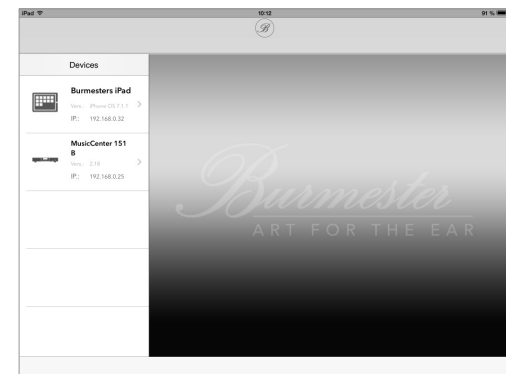 iPad 10:12 91 %
B
Devices
Burmesters iPad
Vers.: iPhone OS 7.1.1
IP.: 192.168.0.32
MusicCenter 151
B
Vers.: 2.18
IP.: 192.168.0.25
Burmester
ART FOR THE EAR